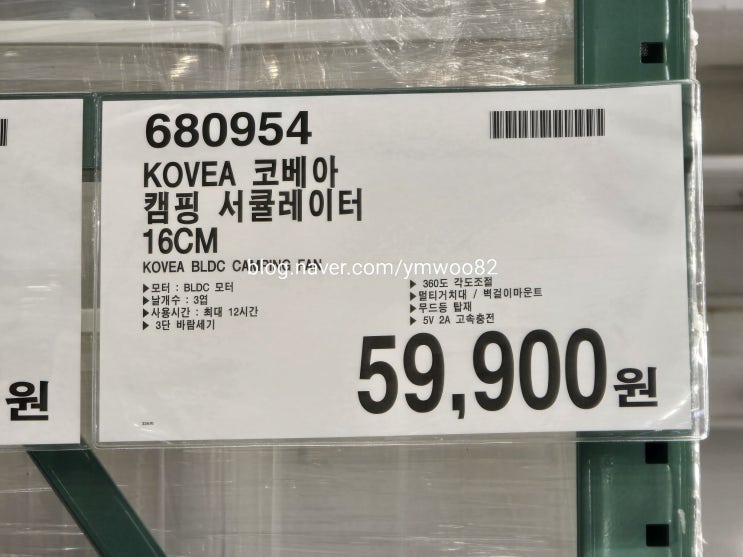 680954
KOVEA 코베아
캠핑 서큘레이터
16CM
KOVEA BLDC CAMPING FAN
blog.naver.com/ymwoo82
▶모터 : BLDC 모터
▶날개수 : 3엽
▶사용시간 : 최대 12시간
▶ 3단 바람세기
▶ 360도 각도조절
▶멀티거치대 / 벽걸이마운트
▶무드등 탑재
▶ 5V 2A 고속충전
59,900원
원